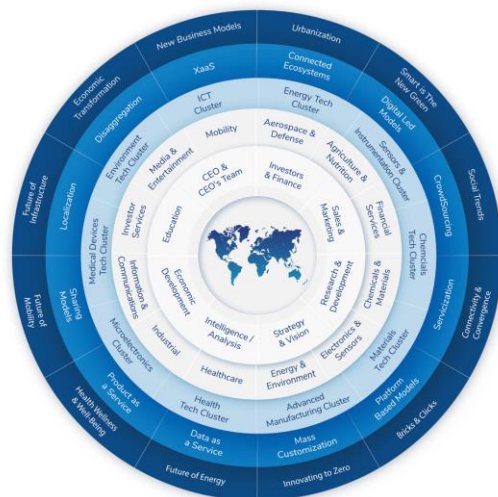 New Business Models
Urbanization
Smart is The
New Green
Social Trends
Connectivity &
Convergence
Bricks & Clicks
Innovating to Zero
Future of Energy
Health Wellness
& Well-Being
Future of
Mobility
Future of
Infrastructure
Economic
Transformation
XaaS
Connected
Ecosystems
Digital Led
Models
CrowdSourcing
Servicization
Platform
Based Models
Mass
Customization
Data as
a Service
Product as
a Service
Sharing
Models
Localization
Disaggregation
ICT
Cluster
Energy Tech
Cluster
Sensors &
Instrumentation Cluster
Chemcials
Tech Cluster
Materials
Tech Cluster
Advanced
Manufacturing Cluster
Health
Tech Cluster
Microelectronics
Cluster
Medical Devices
Tech Cluster
Environment
Tech Cluster
Mobility
Aerospace &
Defense
Agriculture &
Nutrition
Financial
Services
Chemicals &
Materials
Electronics &
Sensors
Energy &
Environment
Healthcare
Industrial
Information &
Communications
Investor
Services
Media &
Entertainment
CEO &
CEO's Team
Investors
& Finance
Sales &
Marketing
Research &
Development
Strategy
& Vision
Intelligence /
Analysis
Economic
Development
Education